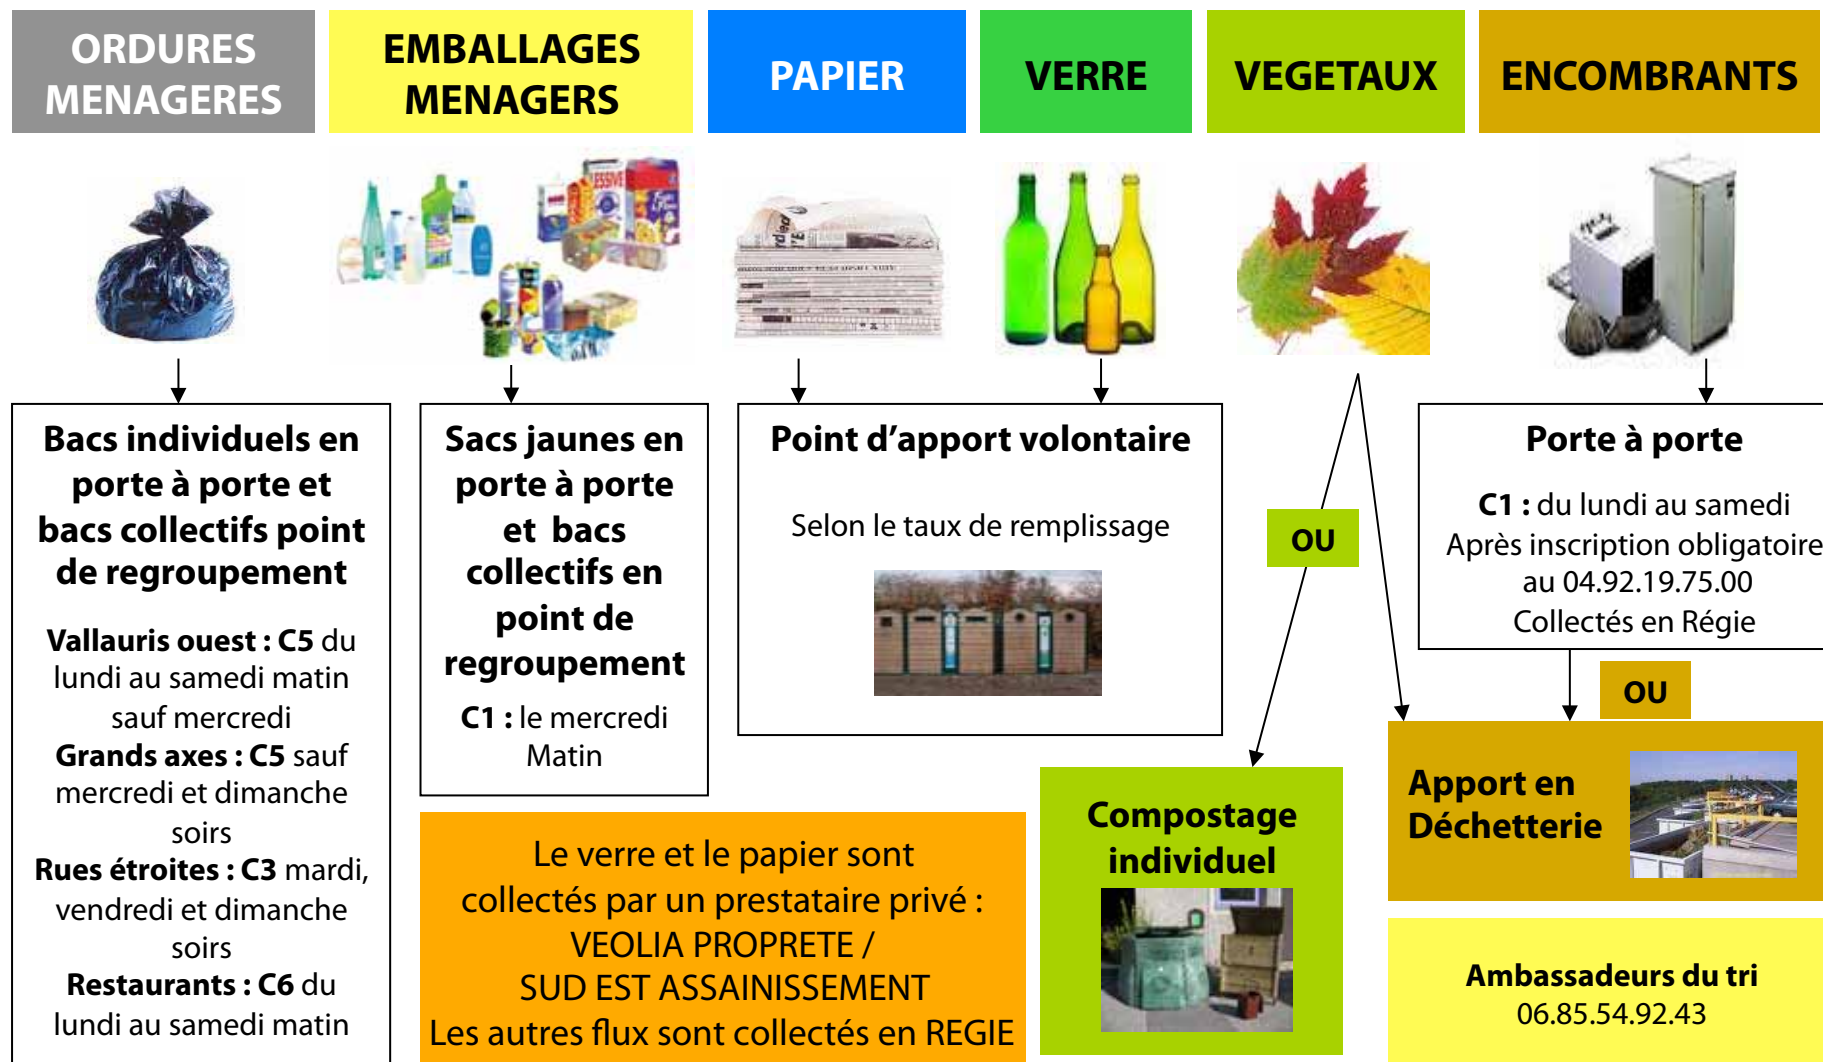 ORDURES
MENAGERES
EMBALLAGES
MENAGERS
PAPIER
VERRE
VEGETAUX
ENCOMBRANTS
ESSIVE
Bacs individuels en
porte à porte et
bacs collectifs point
de regroupement
Vallauris ouest : C5 du
lundi au samedi matin
sauf mercredi
Grands axes : C5 sauf
mercredi et dimanche
soirs
Rues étroites : C3 mardi,
vendredi et dimanche
soirs
Restaurants : C6 du
lundi au samedi matin
Sacs jaunes en
porte à porte
et bacs
collectifs en
point de
regroupement
C1 : le mercredi
Matin
Point d’apport volontaire
Selon le taux de remplissage
OU
Porte à porte
C1 : du lundi au samedi
Après inscription obligatoire
au 04.92.19.75.00
Collectés en Régie
OU
Le verre et le papier sont
collectés par un prestataire privé :
VEOLIA PROPRETE /
SUD EST ASSAINISSEMENT
Les autres flux sont collectés en REGIE
Compostage
individuel
Apport en
Déchetterie
Ambassadeurs du tri
06.85.54.92.43